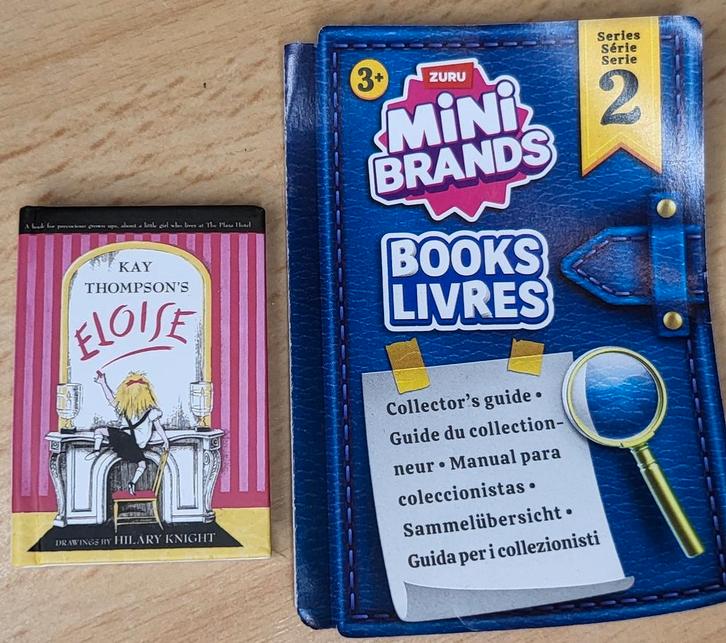 A book for precocious grown ups, about a little girl who lives at The Plaza Hotel
KAY
THOMPSON'S
ELOISE
DRAWINGS BY HILARY KNIGHT
3+
ZURU
MiNi
BRANDS
Series
Série
Serie
2
BOOKS
LIVRES
Collector's guide •
Guide du collection-
neur • Manual para
coleccionistas •
Sammelübersicht •
Guida per i collezionisti